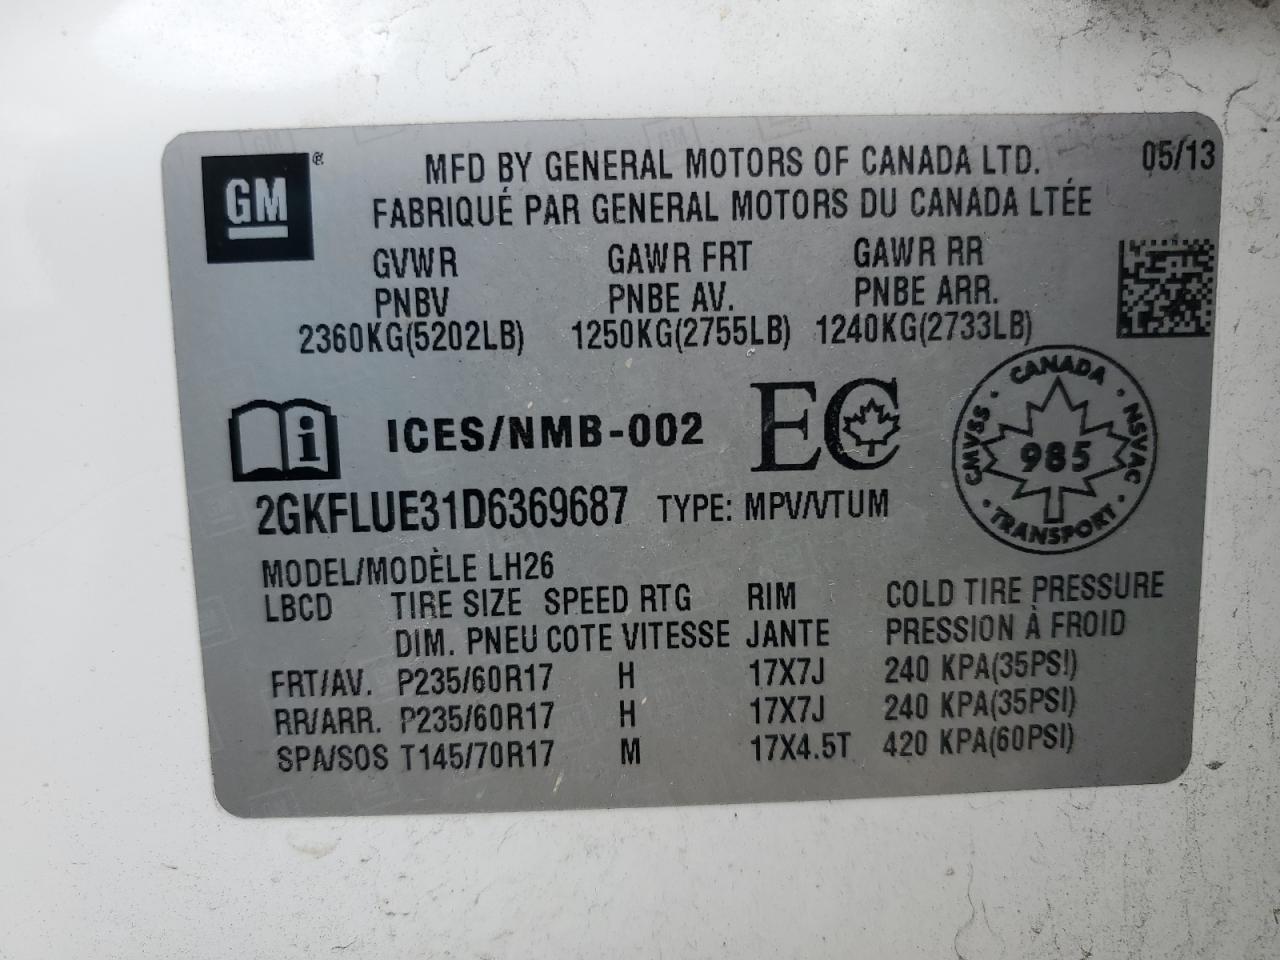 GM ®
MFD BY GENERAL MOTORS OF CANADA LTD. 05/13
FABRIQUÉ PAR GENERAL MOTORS DU CANADA LTÉE
GVWR GAWR FRT GAWR RR
PNBV PNBE AV. PNBE ARR.
2360KG(5202LB) 1250KG(2755LB) 1240KG(2733LB)
i ICES/NMB-002 EC
CANADA
CMVSS 985 NSVAC
TRANSPORT
2GKFLUE31D6369687 TYPE: MPV/VTUM
MODEL/MODÈLE LH26
LBCD TIRE SIZE SPEED RTG RIM COLD TIRE PRESSURE
DIM. PNEU COTE VITESSE JANTE PRESSION À FROID
FRT/AV. P235/60R17 H 17X7J 240 KPA(35PSI)
RR/ARR. P235/60R17 H 17X7J 240 KPA(35PSI)
SPA/SOS T145/70R17 M 17X4.5T 420 KPA(60PSI)